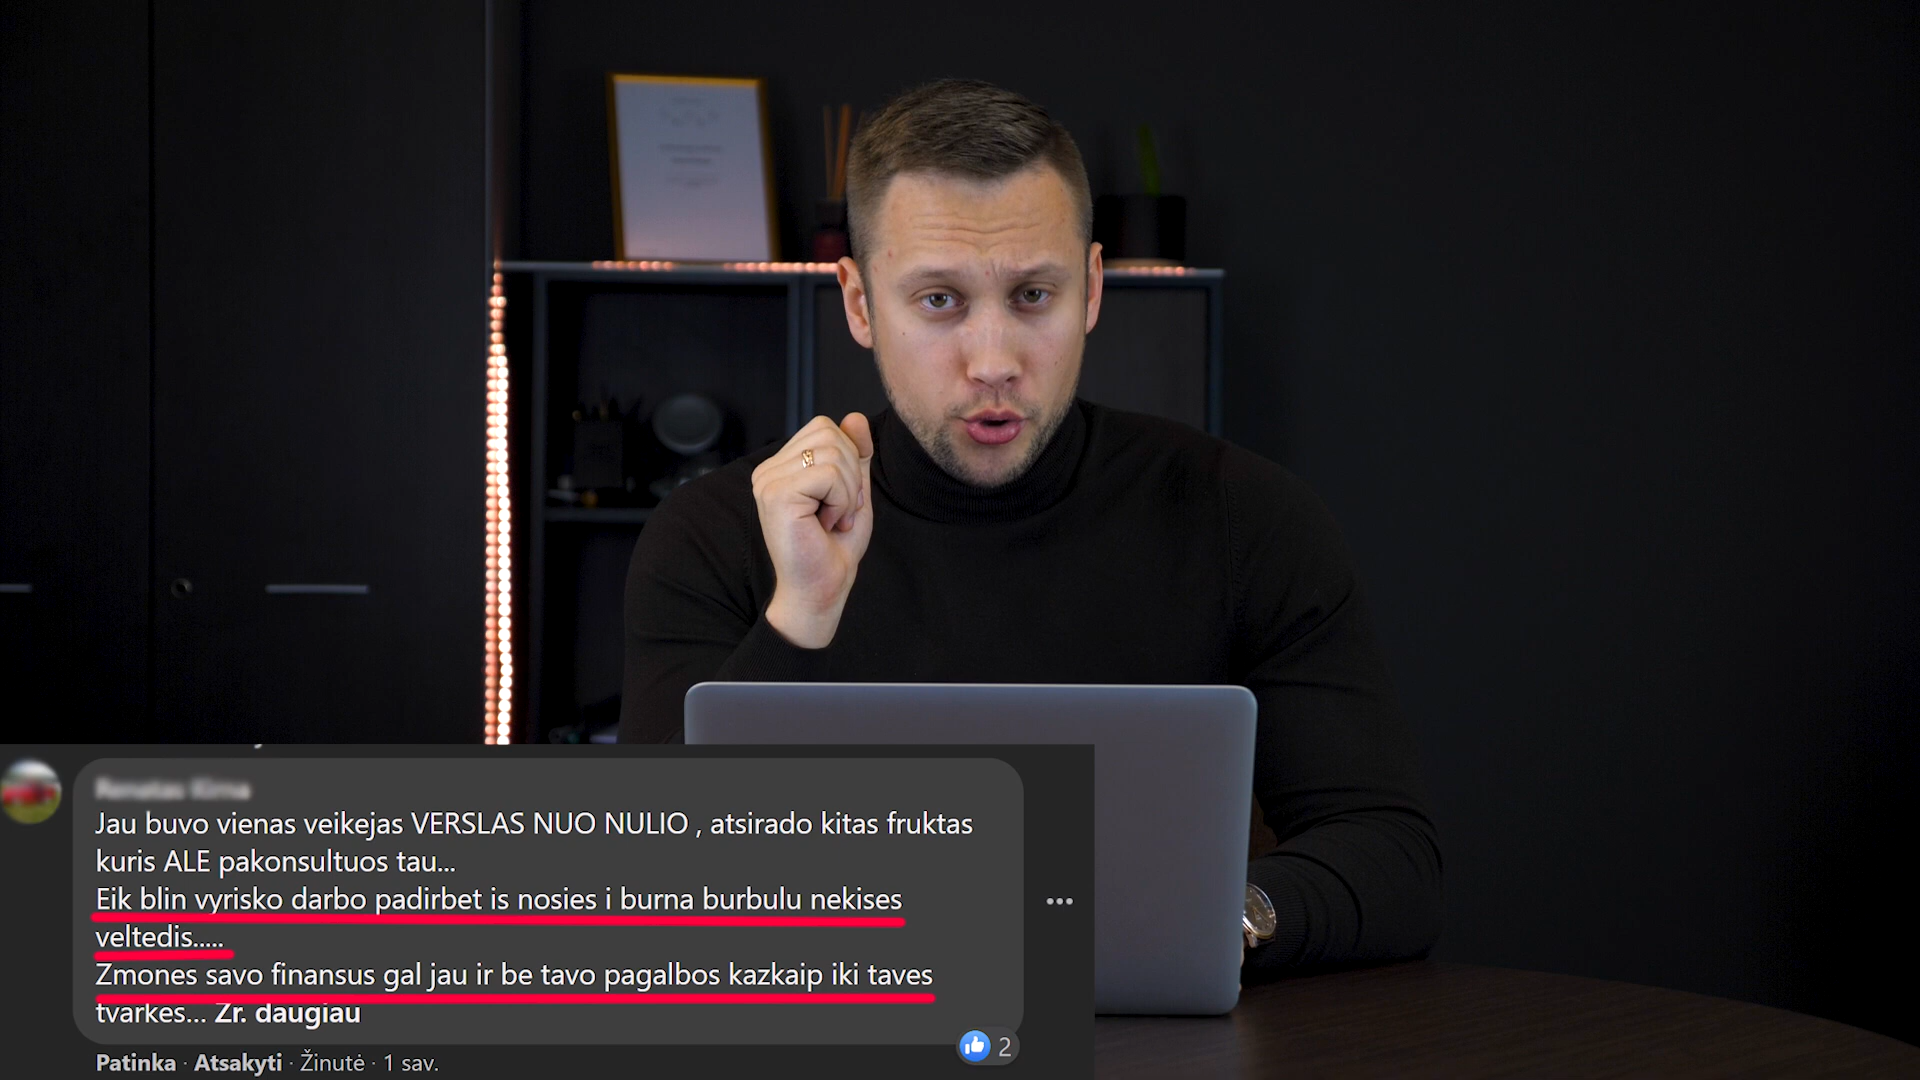 Jau buvo vienas veikejas VERSLAS NUO NULIO , atsirado kitas fruktas
kuris ALE pakonsultuos tau...
Eik blin vyrisko darbo padirbet is nosies i burna burbulu nekises
veltedis.....
Zmones savo finansus gal jau ir be tavo pagalbos kazkaip iki taves
tvarkes... Žr. daugiau
2
Patinka · Atsakyti · Žinutė · 1 sav.